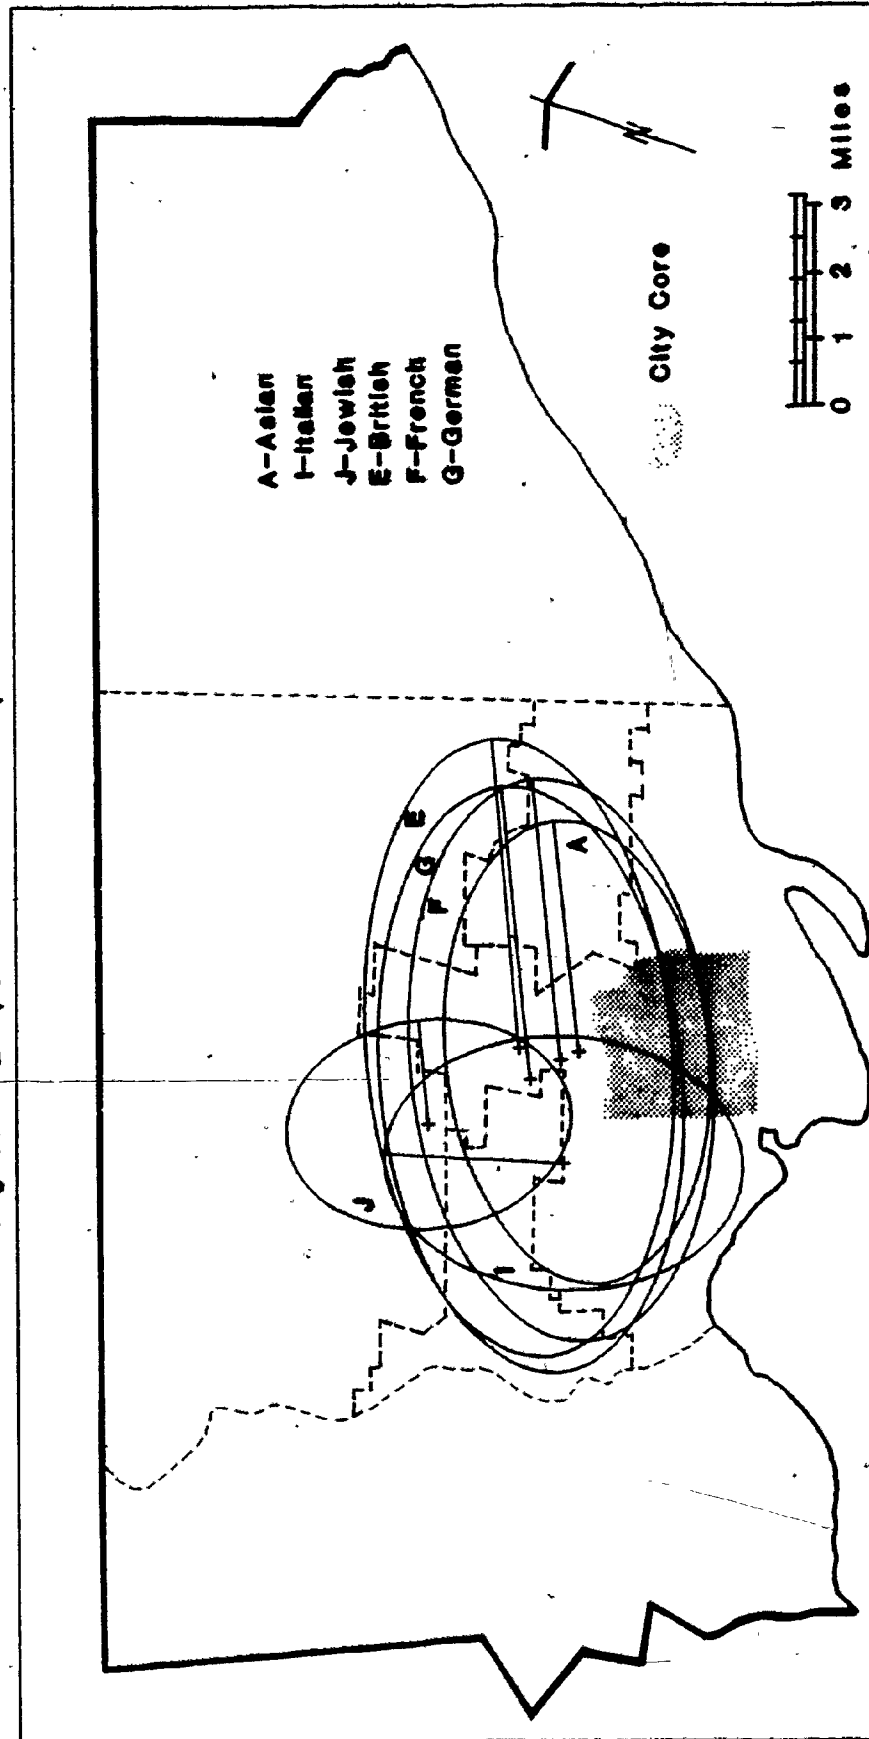 A-Asian
I-Italian
J-Jewish
E-British
F-French
G-German
N
City Core
0 1 2 3 Miles
E
G
F
A
J
I